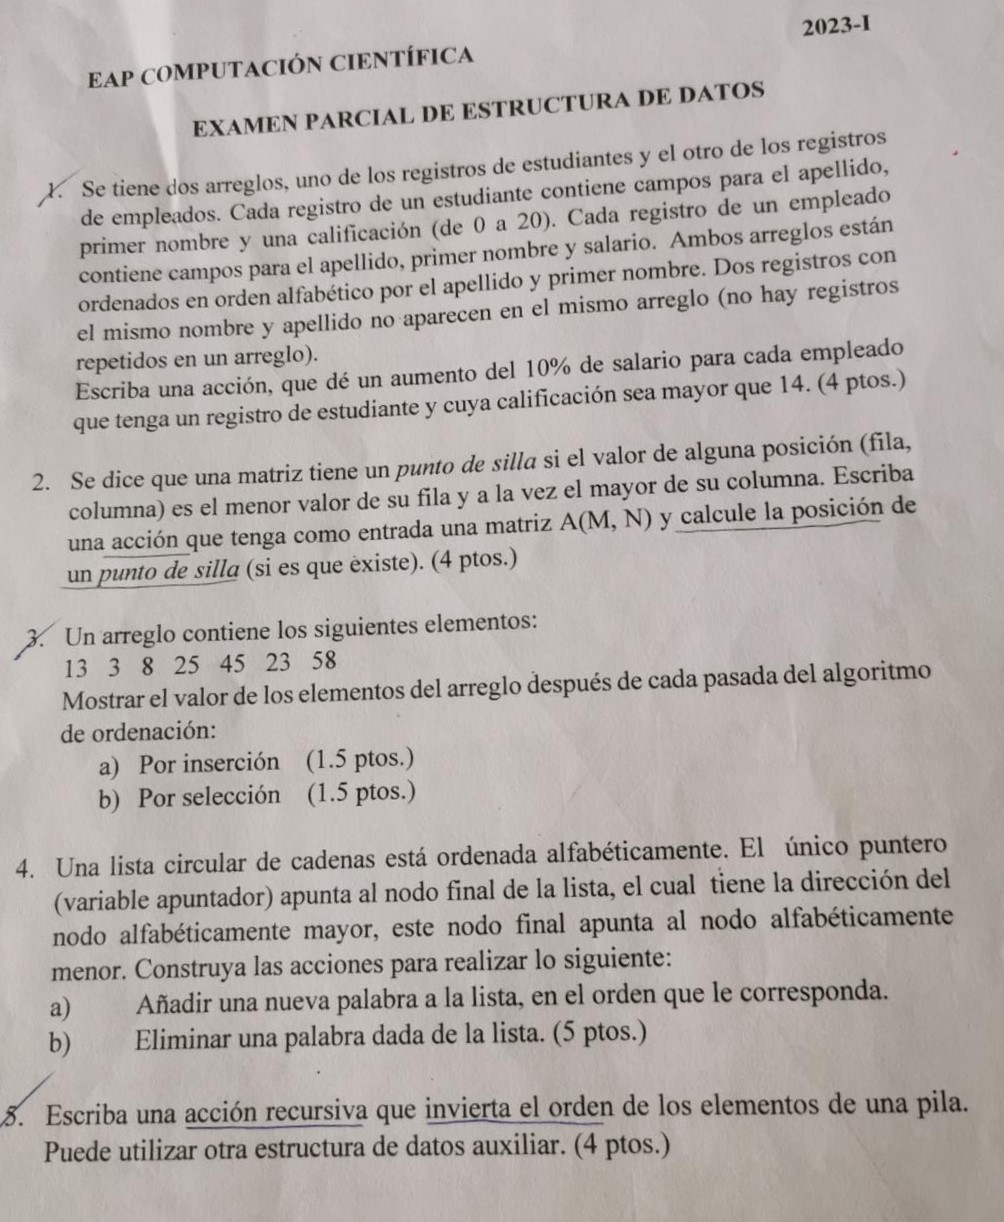 2023-I
EAP COMPUTACIÓN CIENTÍFICA
EXAMEN PARCIAL DE ESTRUCTURA DE DATOS
1. Se tiene dos arreglos, uno de los registros de estudiantes y el otro de los registros
de empleados. Cada registro de un estudiante contiene campos para el apellido,
primer nombre y una calificación (de 0 a 20). Cada registro de un empleado
contiene campos para el apellido, primer nombre y salario. Ambos arreglos están
ordenados en orden alfabético por el apellido y primer nombre. Dos registros con
el mismo nombre y apellido no aparecen en el mismo arreglo (no hay registros
repetidos en un arreglo).
Escriba una acción, que dé un aumento del 10% de salario para cada empleado
que tenga un registro de estudiante y cuya calificación sea mayor que 14. (4 ptos.)
2. Se dice que una matriz tiene un punto de silla si el valor de alguna posición (fila,
columna) es el menor valor de su fila y a la vez el mayor de su columna. Escriba
una acción que tenga como entrada una matriz A(M, N) y calcule la posición de
un punto de silla (si es que existe). (4 ptos.)
3. Un arreglo contiene los siguientes elementos:
13 3 8 25 45 23 58
Mostrar el valor de los elementos del arreglo después de cada pasada del algoritmo
de ordenación:
a) Por inserción (1.5 ptos.)
b) Por selección (1.5 ptos.)
4. Una lista circular de cadenas está ordenada alfabéticamente. El único puntero
(variable apuntador) apunta al nodo final de la lista, el cual tiene la dirección del
nodo alfabéticamente mayor, este nodo final apunta al nodo alfabéticamente
menor. Construya las acciones para realizar lo siguiente:
a) Añadir una nueva palabra a la lista, en el orden que le corresponda.
b) Eliminar una palabra dada de la lista. (5 ptos.)
5. Escriba una acción recursiva que invierta el orden de los elementos de una pila.
Puede utilizar otra estructura de datos auxiliar. (4 ptos.)